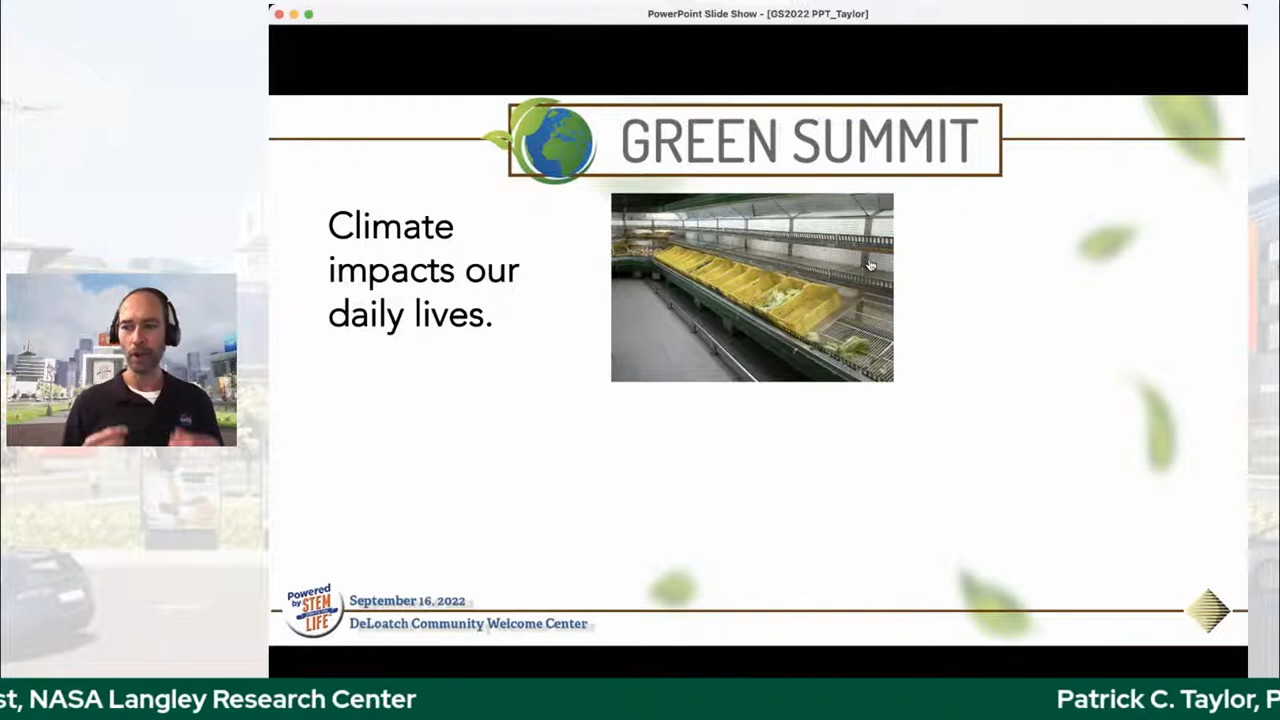 PowerPoint Slide Show - [GS2022 PPT_Taylor]
GREEN SUMMIT
Climate
impacts our
daily lives.
Powered
by STEM
LIFE
September 16, 2022
DeLoatch Community Welcome Center
st, NASA Langley Research Center
Patrick C. Taylor, P